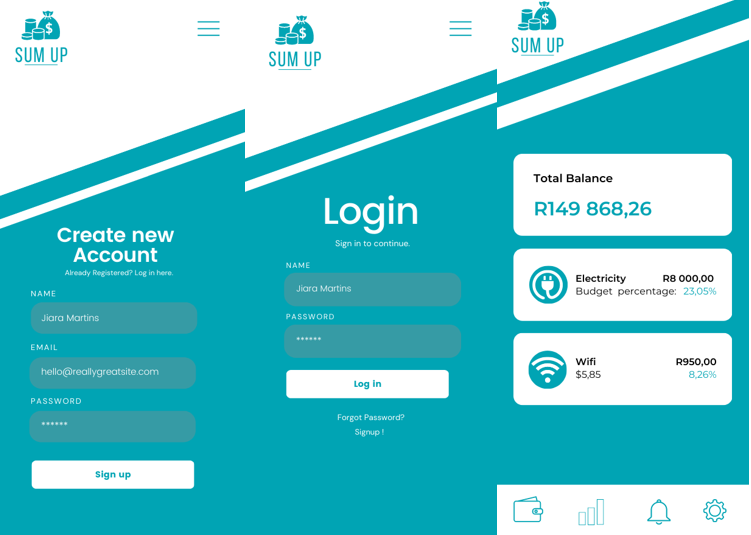 $
SUM UP
Create new
Account
Already Registered? Log in here.
NAME
Jiara Martins
EMAIL
hello@reallygreatsite.com
PASSWORD
******
Sign up
$
SUM UP
Login
Sign in to continue.
NAME
Jiara Martins
PASSWORD
******
Log in
Forgot Password?
Signup !
$
SUM UP
Total Balance
R149 868,26
Electricity R8 000,00
Budget percentage: 23,05%
Wifi R950,00
$5,85 8,26%